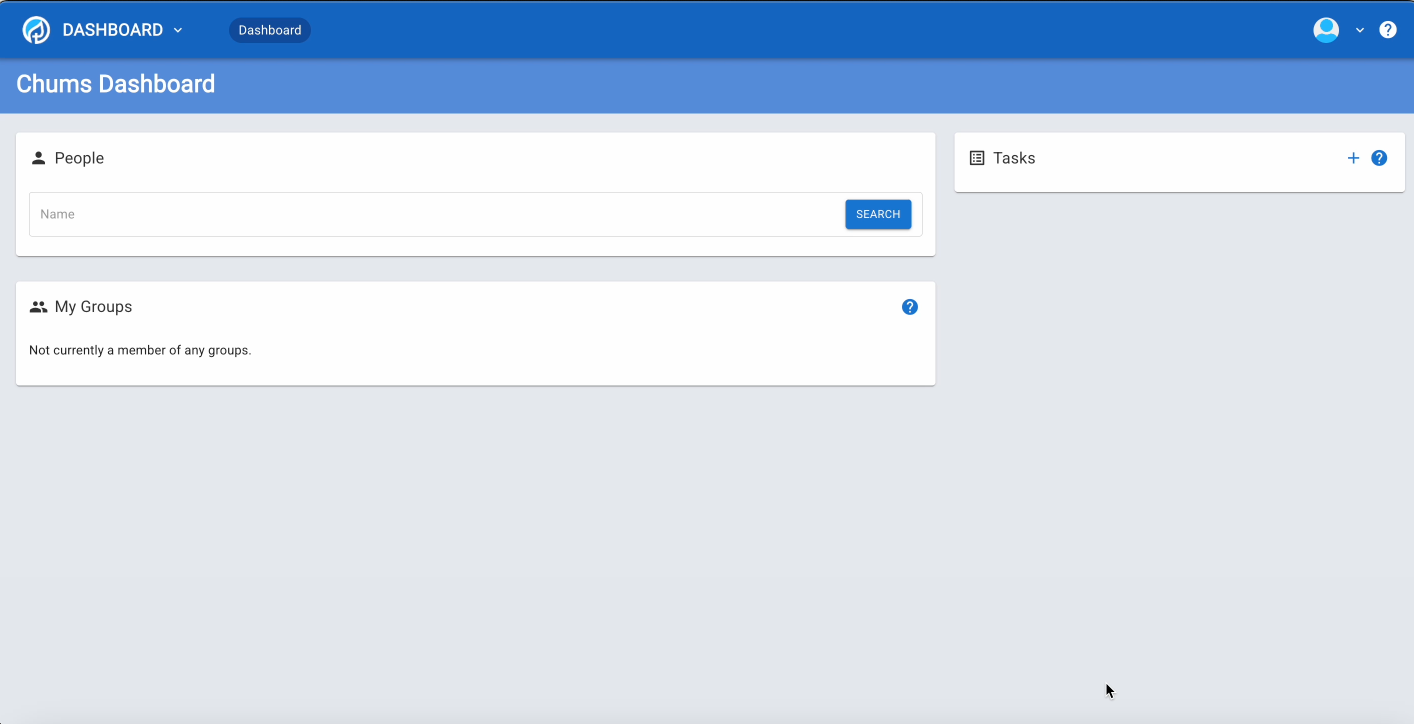 DASHBOARD
Dashboard
Chums Dashboard
People
Name
SEARCH
My Groups
Not currently a member of any groups.
Tasks